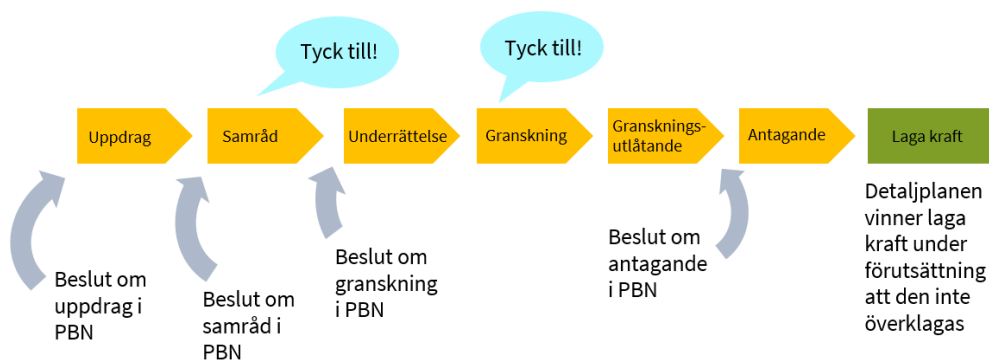 Tyck till!
Tyck till!
Uppdrag
Samråd
Underrättelse
Granskning
Gransknings-
utlåtande
Antagande
Laga kraft
Beslut om
uppdrag i
PBN
Beslut om
samråd i
PBN
Beslut om
granskning
i PBN
Beslut om
antagande
i PBN
Detaljplanen
vinner laga
kraft under
förutsättning
att den inte
överklagas